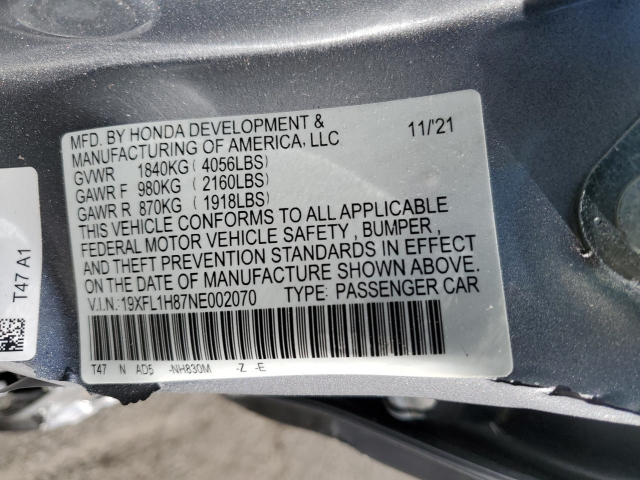 MFD. BY HONDA DEVELOPMENT & 11/'21
MANUFACTURING OF AMERICA, LLC
GVWR 1840KG ( 4056LBS)
GAWR F 980KG ( 2160LBS)
GAWR R 870KG ( 1918LBS)
THIS VEHICLE CONFORMS TO ALL APPLICABLE
FEDERAL MOTOR VEHICLE SAFETY , BUMPER ,
AND THEFT PREVENTION STANDARDS IN EFFECT
ON THE DATE OF MANUFACTURE SHOWN ABOVE.
V.I.N.:19XFL1H87NE002070 TYPE: PASSENGER CAR
T47 N AD5 -NH830M -Z -E
T47 A1